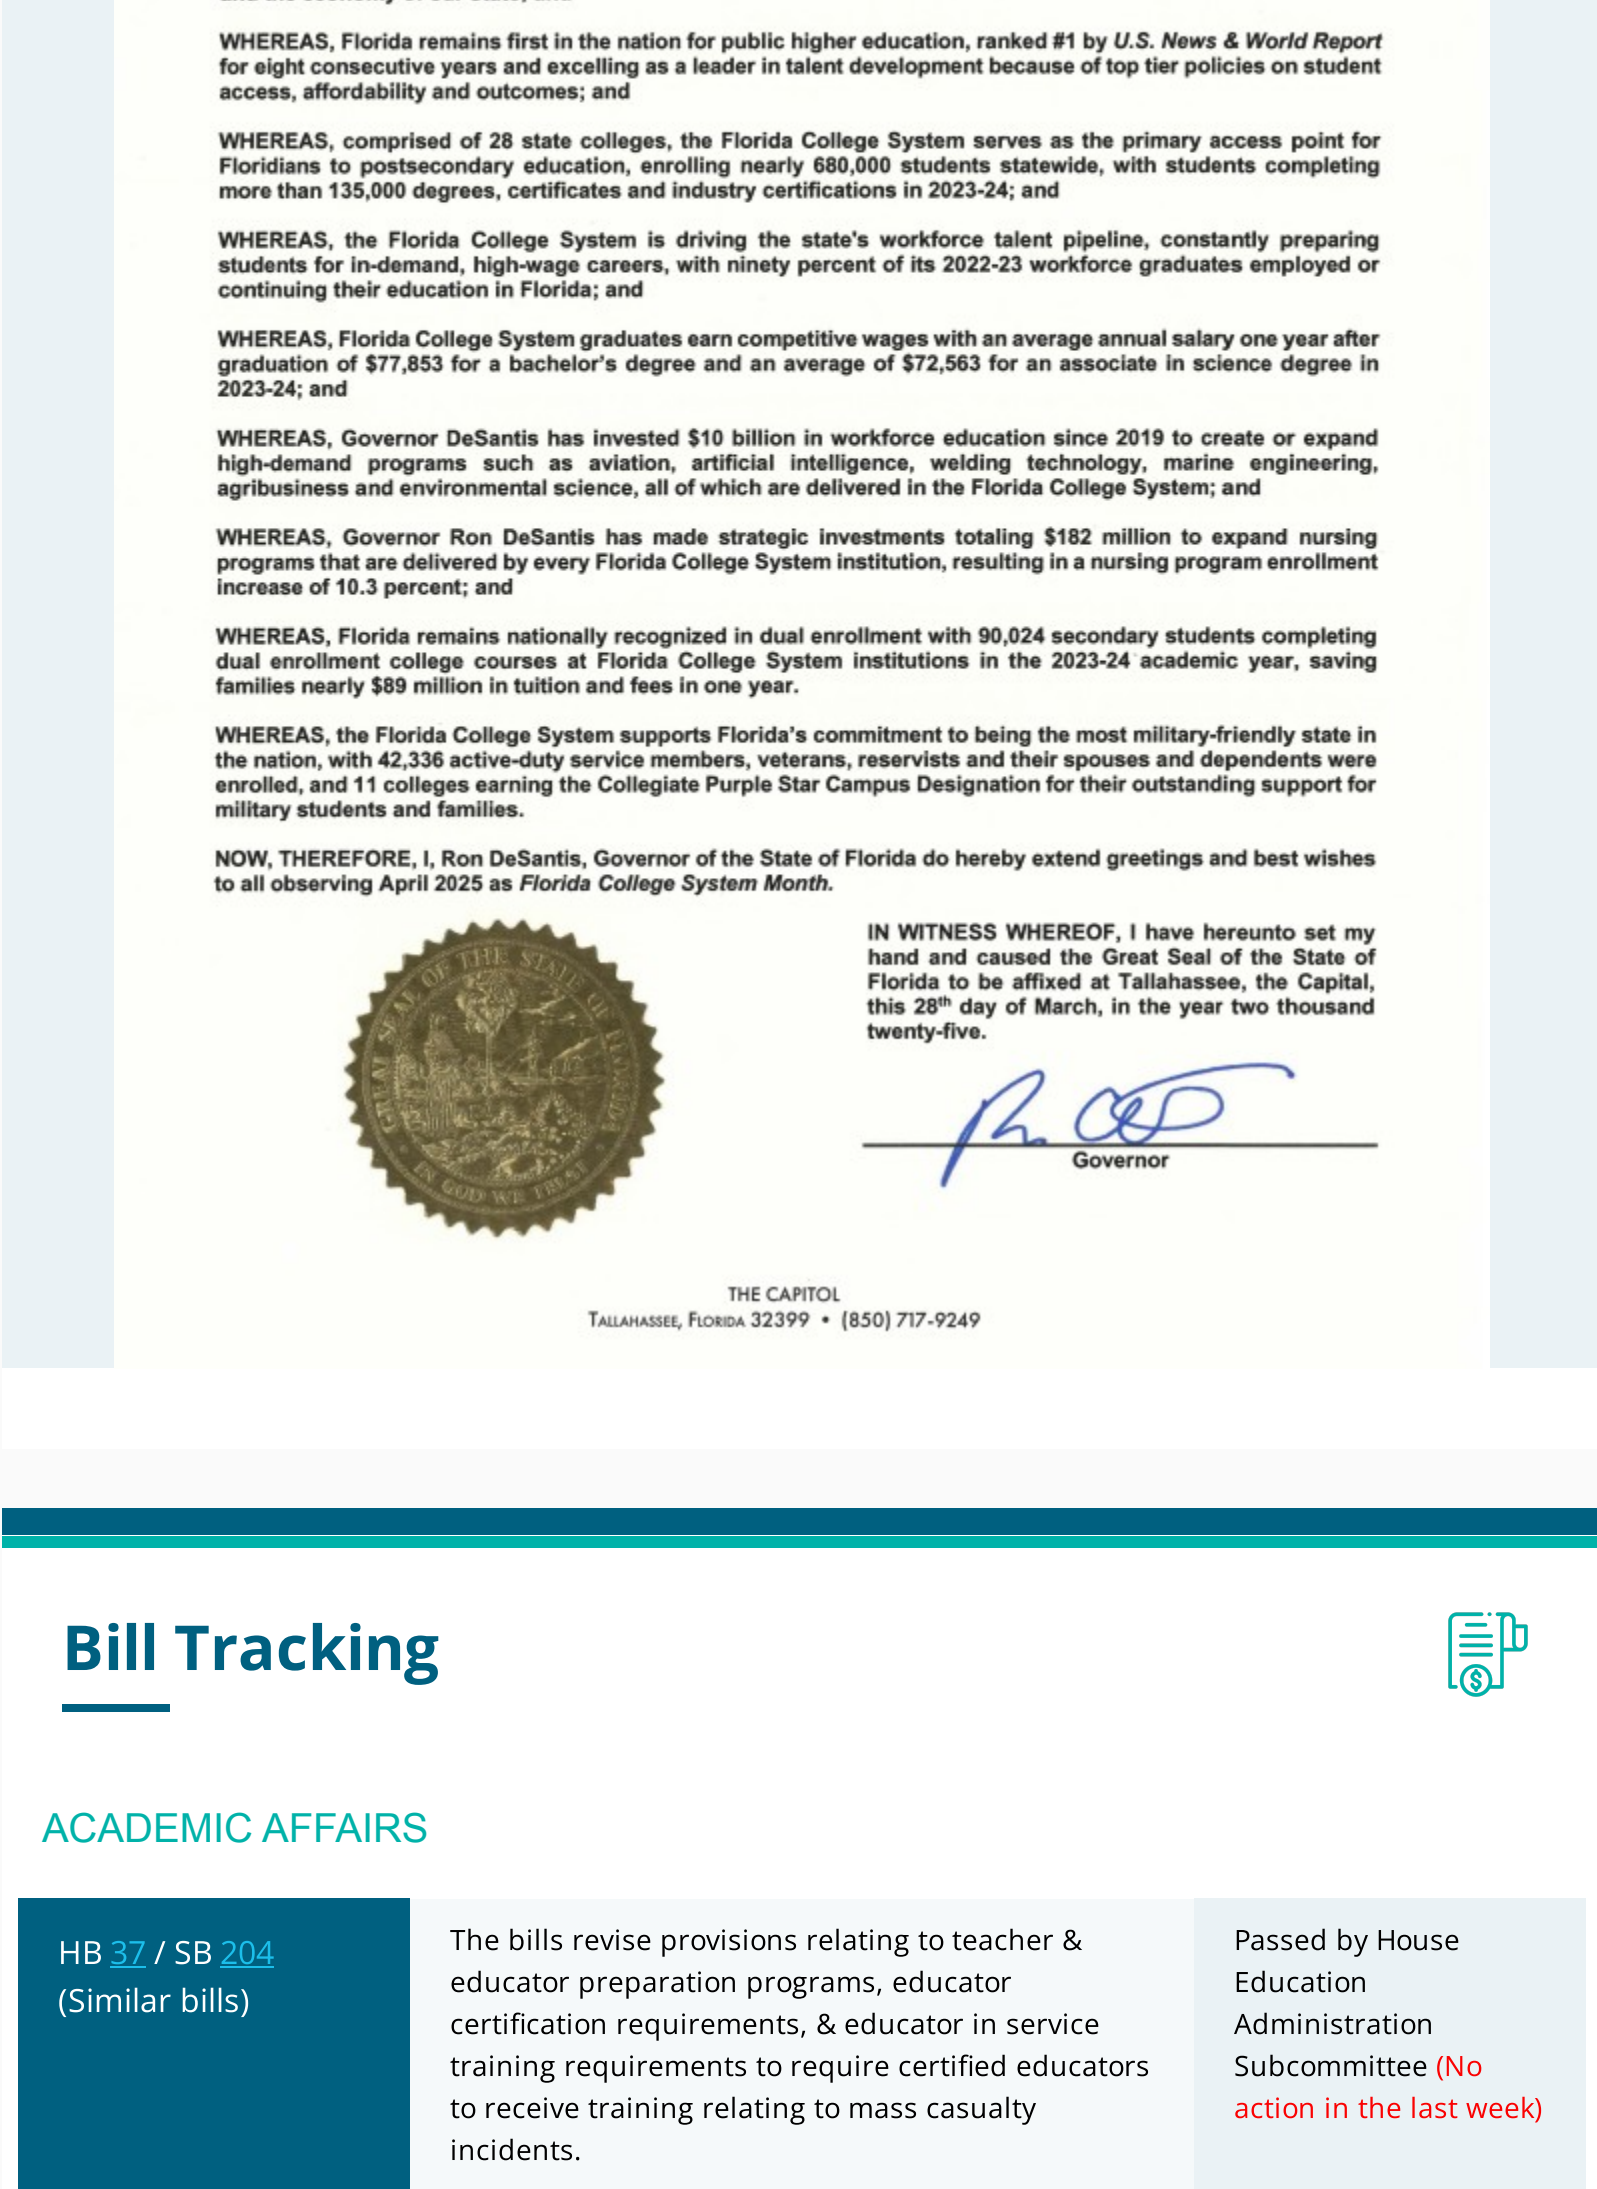 WHEREAS, Florida remains first in the nation for public higher education, ranked #1 by U.S. News & World Report
for eight consecutive years and excelling as a leader in talent development because of top tier policies on student
access, affordability and outcomes; and
WHEREAS, comprised of 28 state colleges, the Florida College System serves as the primary access point for
Floridians to postsecondary education, enrolling nearly 680,000 students statewide, with students completing
more than 135,000 degrees, certificates and industry certifications in 2023-24; and
WHEREAS, the Florida College System is driving the state's workforce talent pipeline, constantly preparing
students for in-demand, high-wage careers, with ninety percent of its 2022-23 workforce graduates employed or
continuing their education in Florida; and
WHEREAS, Florida College System graduates earn competitive wages with an average annual salary one year after
graduation of $77,853 for a bachelor's degree and an average of $72,563 for an associate in science degree in
2023-24; and
WHEREAS, Governor DeSantis has invested $10 billion in workforce education since 2019 to create or expand
high-demand programs such as aviation, artificial intelligence, welding technology, marine engineering,
agribusiness and environmental science, all of which are delivered in the Florida College System; and
WHEREAS, Governor Ron DeSantis has made strategic investments totaling $182 million to expand nursing
programs that are delivered by every Florida College System institution, resulting in a nursing program enrollment
increase of 10.3 percent; and
WHEREAS, Florida remains nationally recognized in dual enrollment with 90,024 secondary students completing
dual enrollment college courses at Florida College System institutions in the 2023-24 academic year, saving
families nearly $89 million in tuition and fees in one year.
WHEREAS, the Florida College System supports Florida's commitment to being the most military-friendly state in
the nation, with 42,336 active-duty service members, veterans, reservists and their spouses and dependents were
enrolled, and 11 colleges earning the Collegiate Purple Star Campus Designation for their outstanding support for
military students and families.
NOW, THEREFORE, I, Ron DeSantis, Governor of the State of Florida do hereby extend greetings and best wishes
to all observing April 2025 as Florida College System Month.
GREAT SEAL OF THE STATE OF FLORIDA
IN GOD WE TRUST
IN WITNESS WHEREOF, I have hereunto set my
hand and caused the Great Seal of the State of
Florida to be affixed at Tallahassee, the Capital,
this 28th day of March, in the year two thousand
twenty-five.
Governor
THE CAPITOL
TALLAHASSEE, FLORIDA 32399 • (850) 717-9249
Bill Tracking
ACADEMIC AFFAIRS
HB 37 / SB 204
(Similar bills)
The bills revise provisions relating to teacher &
educator preparation programs, educator
certification requirements, & educator in service
training requirements to require certified educators
to receive training relating to mass casualty
incidents.
Passed by House
Education
Administration
Subcommittee (No
action in the last week)